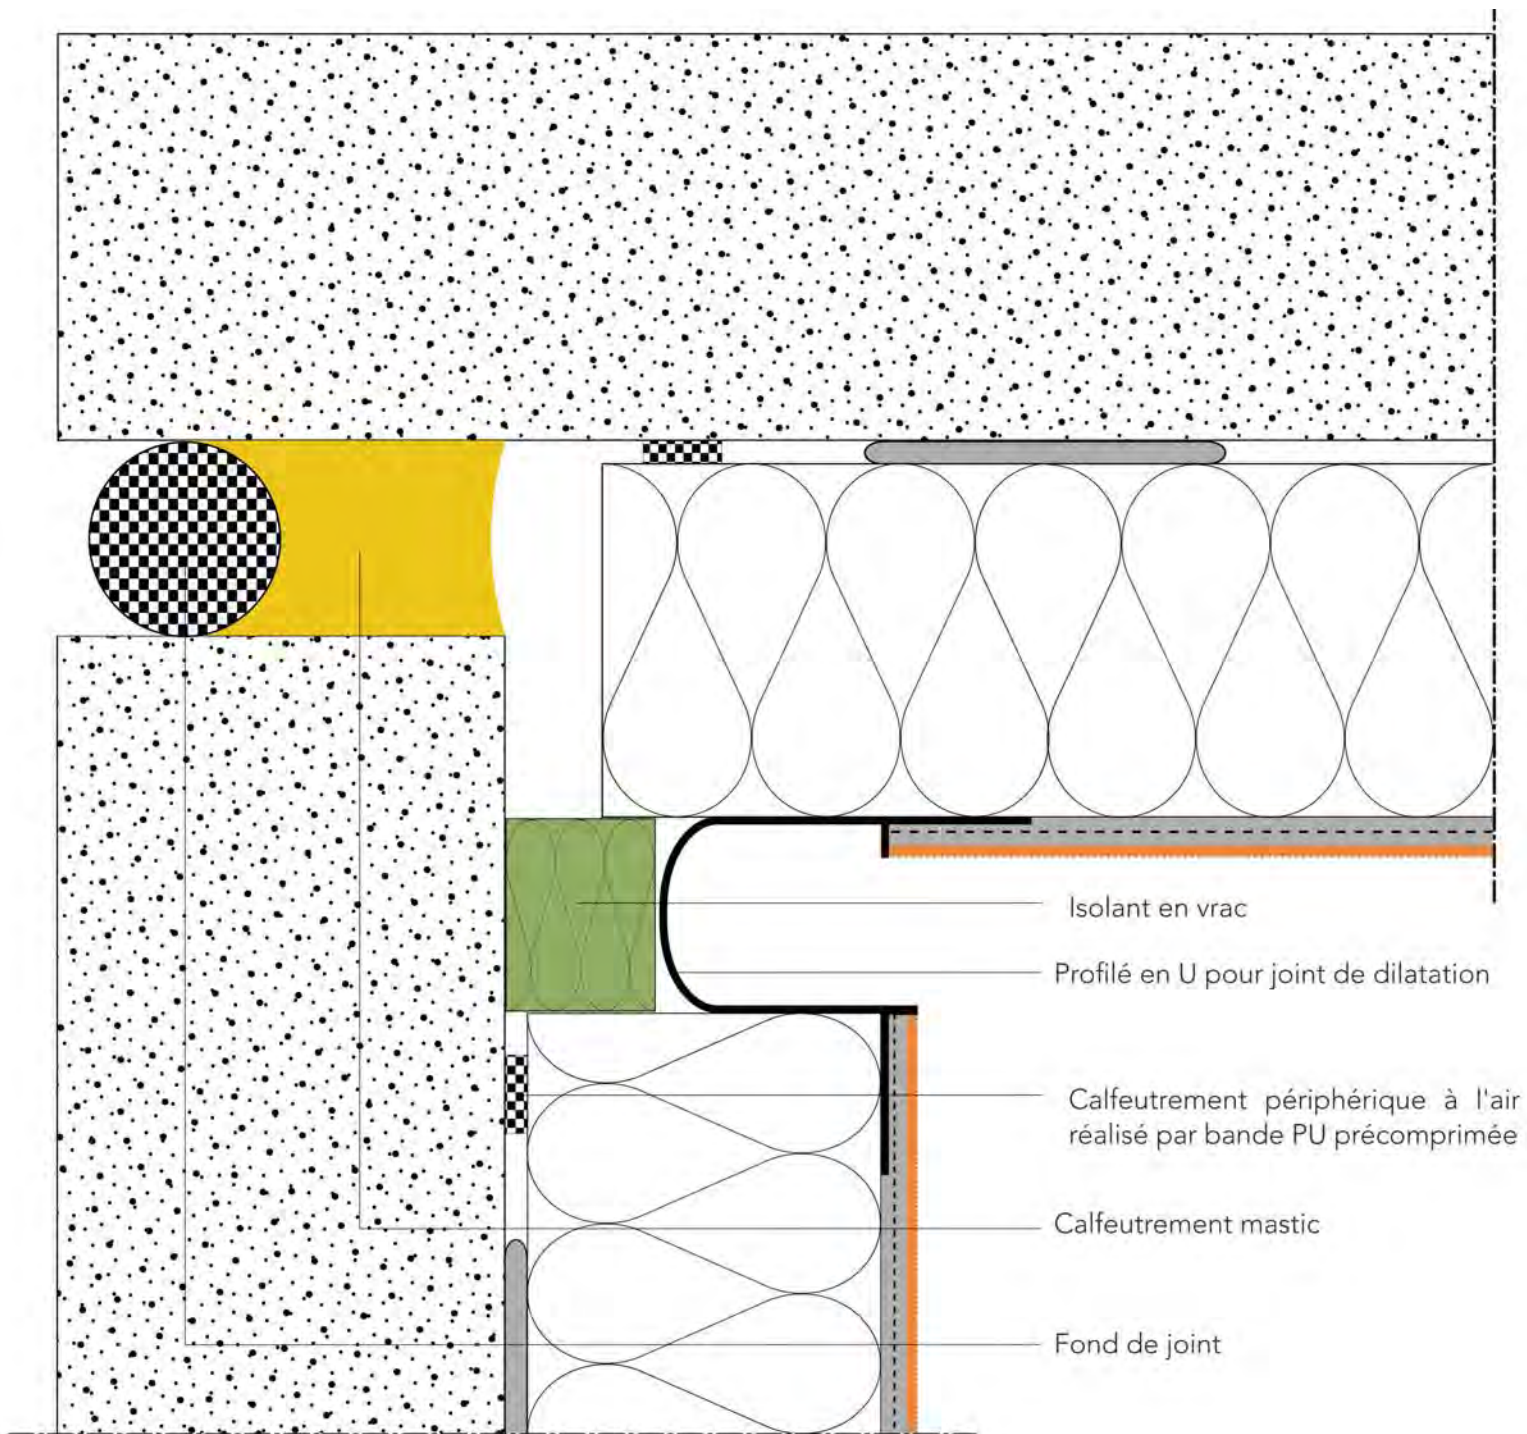 Isolant en vrac
Profilé en U pour joint de dilatation
Calfeutrement périphérique à l'air
réalisé par bande PU précomprimée
Calfeutrement mastic
Fond de joint